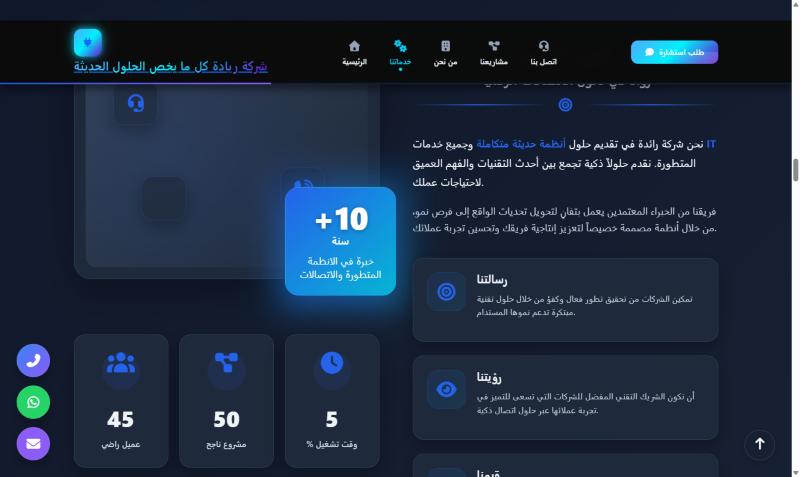 طلب استشارة
اتصل بنا
مشاريعنا
من نحن
خدماتنا
الرئيسية
شركة ريادة كل ما يخص الحلول الحديثة
IT نحن شركة رائدة في تقديم حلول أنظمة حديثة متكاملة وجميع خدمات
المتطورة. نقدم حلولاً ذكية تجمع بين أحدث التقنيات والفهم العميق
لاحتياجات عملك.
فريقنا من الخبراء المعتمدين يعمل بتفانٍ لتحويل تحديات الواقع إلى فرص نمو،
من خلال أنظمة مصممة خصيصاً لتعزيز إنتاجية فريقك وتحسين تجربة عملائك.
+10
سنة
خبرة في الانظمة
المتطورة والاتصالات
رسالتنا
تمكين الشركات من تحقيق تطور فعال وكفؤ من خلال حلول تقنية
مبتكرة تدعم نموها المستدام.
رؤيتنا
أن نكون الشريك التقني المفضل للشركات التي تسعى للتميز في
تجربة عملائها عبر حلول اتصال ذكية.
قيمنا
5
وقت تشغيل %
50
مشروع ناجح
45
عميل راضي